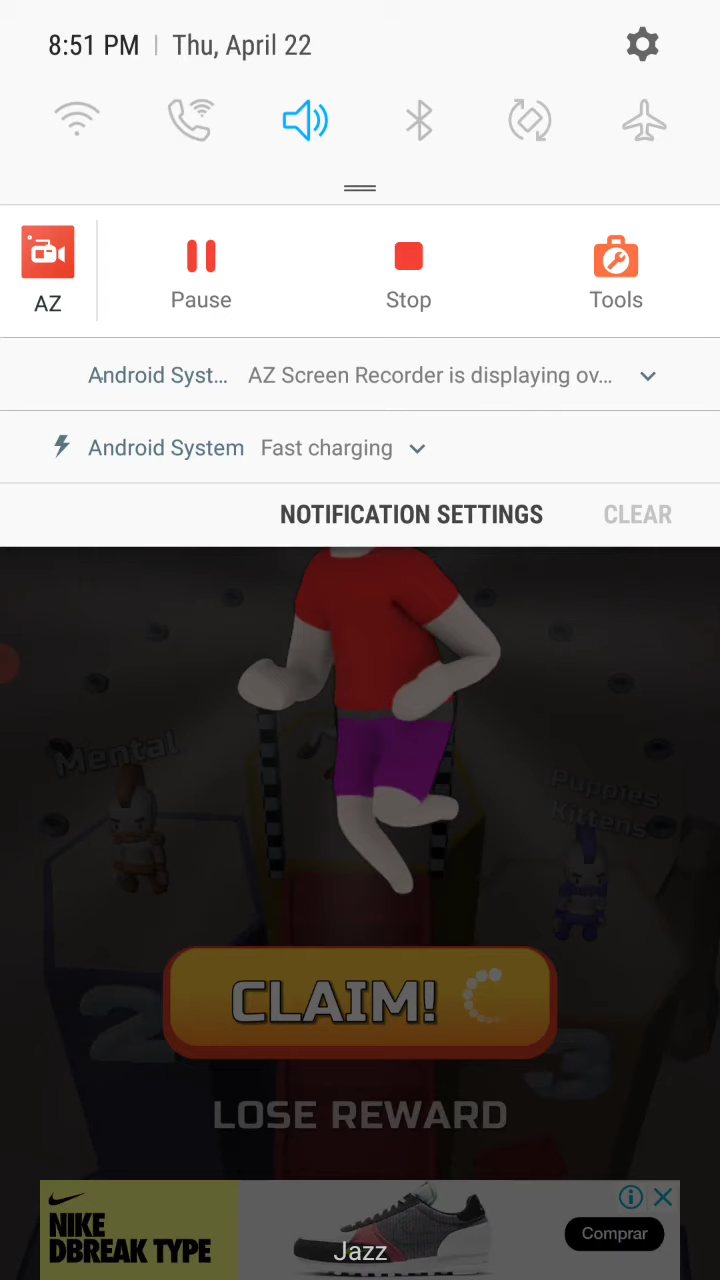 8:51 PM | Thu, April 22
AZ
Pause
Stop
Tools
Android Syst... AZ Screen Recorder is displaying ov...
Android System Fast charging
NOTIFICATION SETTINGS CLEAR
Mental
Puppies
Kittens
2
3
CLAIM!
LOSE REWARD
NIKE
DBREAK TYPE
Comprar
Jazz